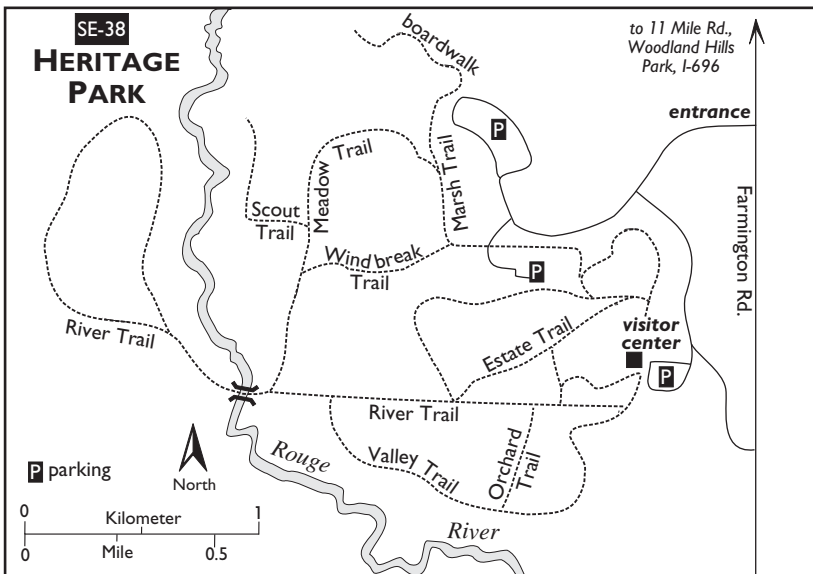 SE-38
HERITAGE
PARK
to 11 Mile Rd.,
Woodland Hills
Park, I-696
entrance
boardwalk
P
Trail
Meadow
Marsh Trail
Scout
Trail
Wind break
Trail
P
Farmington Rd.
River Trail
Estate Trail
visitor
center
P
River Trail
Valley Trail
Orchard
Trail
Rouge
River
North
P parking
0 Kilometer 1
0 Mile 0.5